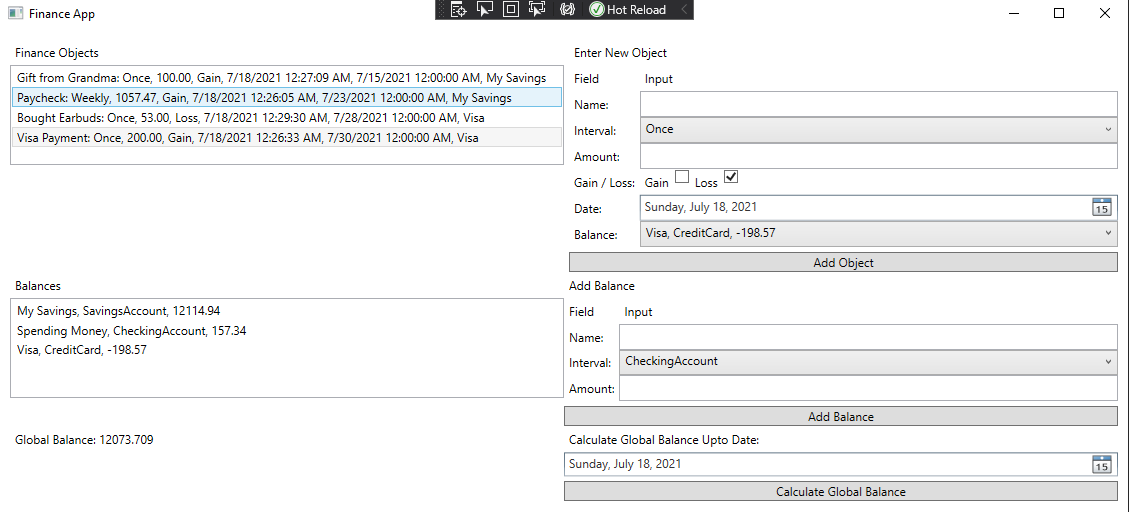 Finance App
Hot Reload
Finance Objects
Gift from Grandma: Once, 100.00, Gain, 7/18/2021 12:27:09 AM, 7/15/2021 12:00:00 AM, My Savings
Paycheck: Weekly, 1057.47, Gain, 7/18/2021 12:26:05 AM, 7/23/2021 12:00:00 AM, My Savings
Bought Earbuds: Once, 53.00, Loss, 7/18/2021 12:29:30 AM, 7/28/2021 12:00:00 AM, Visa
Visa Payment: Once, 200.00, Gain, 7/18/2021 12:26:33 AM, 7/30/2021 12:00:00 AM, Visa
Enter New Object
Field Input
Name:
Interval: Once
Amount:
Gain / Loss: Gain Loss
Date: Sunday, July 18, 2021 15
Balance: Visa, CreditCard, -198.57
Add Object
Balances
My Savings, SavingsAccount, 12114.94
Spending Money, CheckingAccount, 157.34
Visa, CreditCard, -198.57
Add Balance
Field Input
Name:
Interval: CheckingAccount
Amount:
Add Balance
Global Balance: 12073.709
Calculate Global Balance Upto Date:
Sunday, July 18, 2021 15
Calculate Global Balance